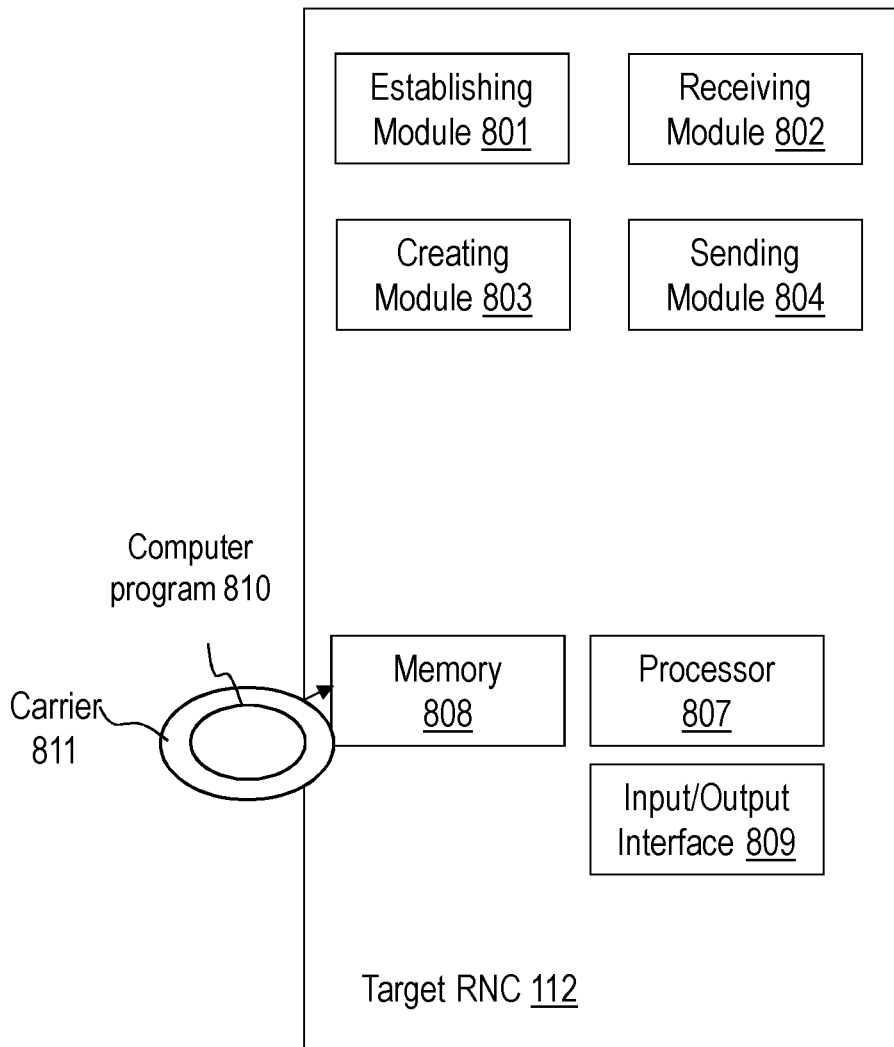 Establishing
Module 801
Receiving
Module 802
Creating
Module 803
Sending
Module 804
Computer
program 810
Carrier
811
Memory
808
Processor
807
Input/Output
Interface 809
Target RNC 112